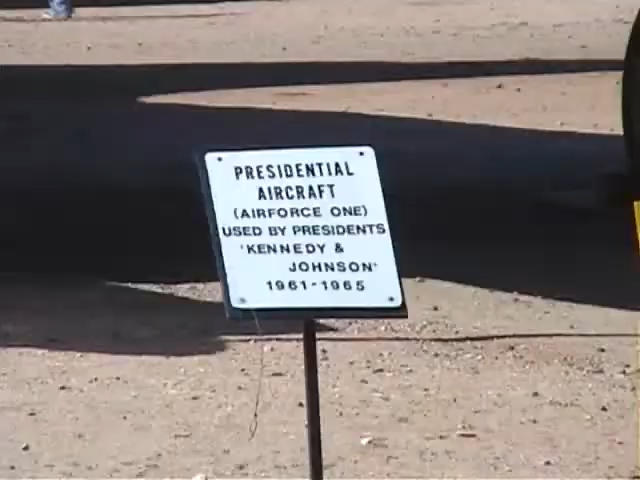 PRESIDENTIAL
AIRCRAFT
(AIRFORCE ONE)
USED BY PRESIDENTS
'KENNEDY &
JOHNSON'
1961-1965